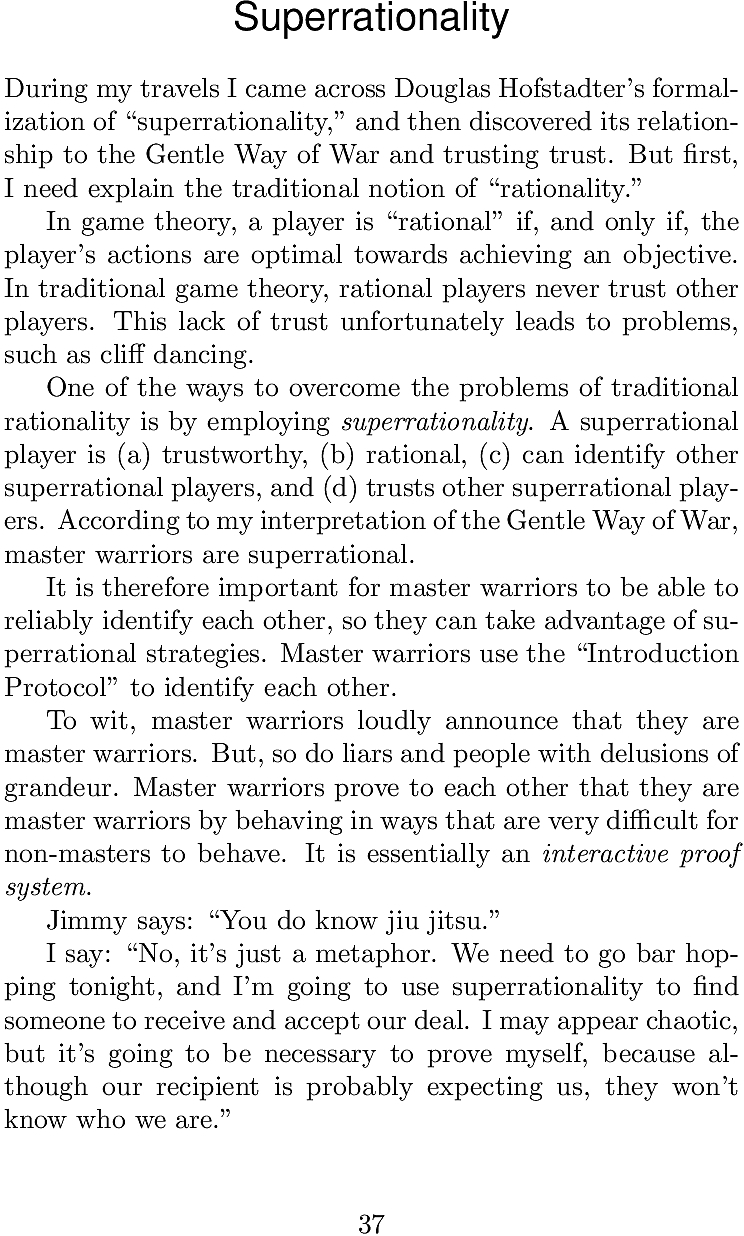 Superrationality
During my travels I came across Douglas Hofstadter’s formal-
ization of “superrationality,” and then discovered its relation-
ship to the Gentle Way of War and trusting trust. But first,
I need explain the traditional notion of “rationality.”
In game theory, a player is “rational” if, and only if, the
player’s actions are optimal towards achieving an objective.
In traditional game theory, rational players never trust other
players. This lack of trust unfortunately leads to problems,
such as cliff dancing.
One of the ways to overcome the problems of traditional
rationality is by employing superrationality. A superrational
player is (a) trustworthy, (b) rational, (c) can identify other
superrational players, and (d) trusts other superrational play-
ers. According to my interpretation of the Gentle Way of War,
master warriors are superrational.
It is therefore important for master warriors to be able to
reliably identify each other, so they can take advantage of su-
perrational strategies. Master warriors use the “Introduction
Protocol” to identify each other.
To wit, master warriors loudly announce that they are
master warriors. But, so do liars and people with delusions of
grandeur. Master warriors prove to each other that they are
master warriors by behaving in ways that are very difficult for
non-masters to behave. It is essentially an interactive proof
system.
Jimmy says: “You do know jiu jitsu.”
I say: “No, it’s just a metaphor. We need to go bar hop-
ping tonight, and I’m going to use superrationality to find
someone to receive and accept our deal. I may appear chaotic,
but it’s going to be necessary to prove myself, because al-
though our recipient is probably expecting us, they won’t
know who we are.”
37